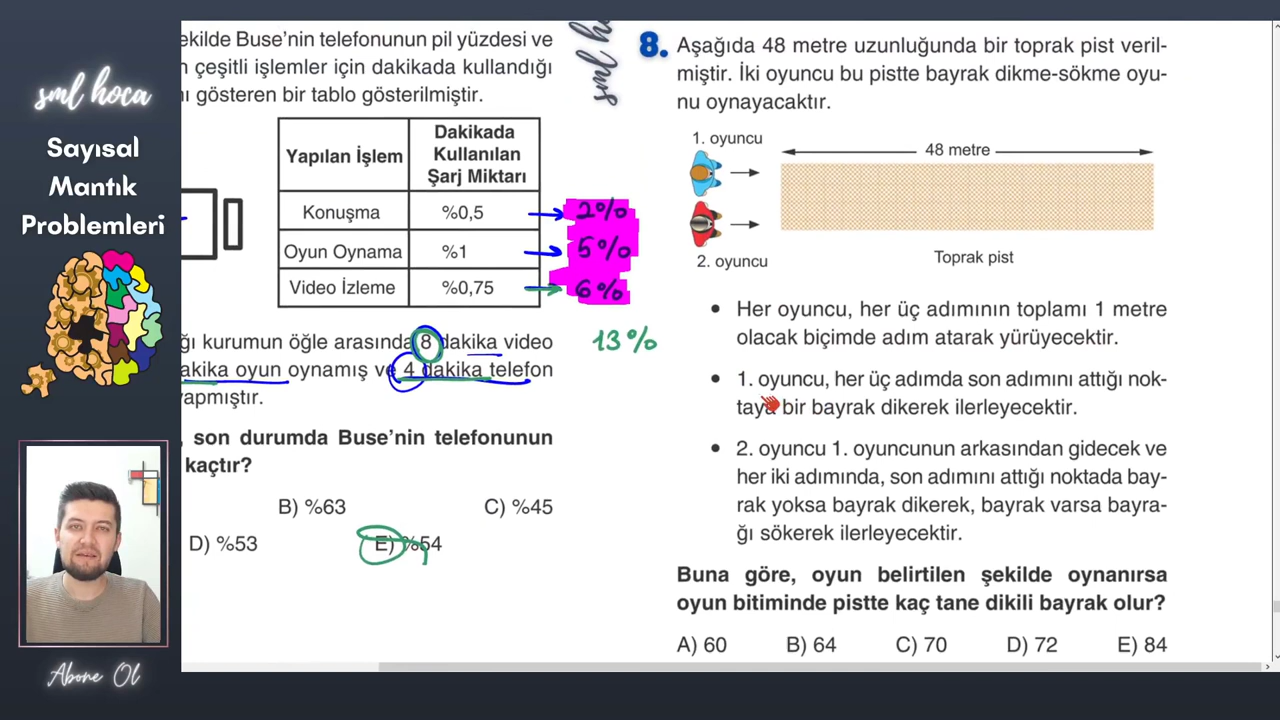 sml hoca
Sayısal
Mantık
Problemleri
Abone Ol
ekilde Buse'nin telefonunun pil yüzdesi ve
n çeşitli işlemler için dakikada kullandığı
nı gösteren bir tablo gösterilmiştir.
Yapılan İşlem
Dakikada
Kullanılan
Şarj Miktarı
Konuşma %0,5 2%
Oyun Oynama %1 5%
Video İzleme %0,75 6%
13%
ğı kurumun öğle arasında 8 dakika video
akika oyun oynamış ve 4 dakika telefon
yapmıştır.
, son durumda Buse'nin telefonunun
kaçtır?
B) %63 C) %45
D) %53 E) %54
sml ho
8. Aşağıda 48 metre uzunluğunda bir toprak pist veril-
miştir. İki oyuncu bu pistte bayrak dikme-sökme oyu-
nu oynayacaktır.
1. oyuncu
48 metre
2. oyuncu
Toprak pist
• Her oyuncu, her üç adımının toplamı 1 metre
olacak biçimde adım atarak yürüyecektir.
• 1. oyuncu, her üç adımda son adımını attığı nok-
taya bir bayrak dikerek ilerleyecektir.
• 2. oyuncu 1. oyuncunun arkasından gidecek ve
her iki adımında, son adımını attığı noktada bay-
rak yoksa bayrak dikerek, bayrak varsa bayra-
ğı sökerek ilerleyecektir.
Buna göre, oyun belirtilen şekilde oynanırsa
oyun bitiminde pistte kaç tane dikili bayrak olur?
A) 60 B) 64 C) 70 D) 72 E) 84